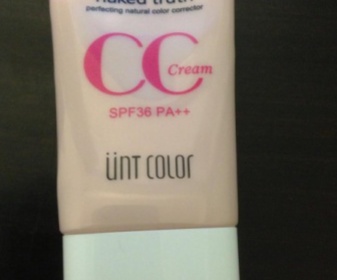 naked truth
perfecting natural color corrector
CC Cream
SPF36 PA++
üNT COLOr